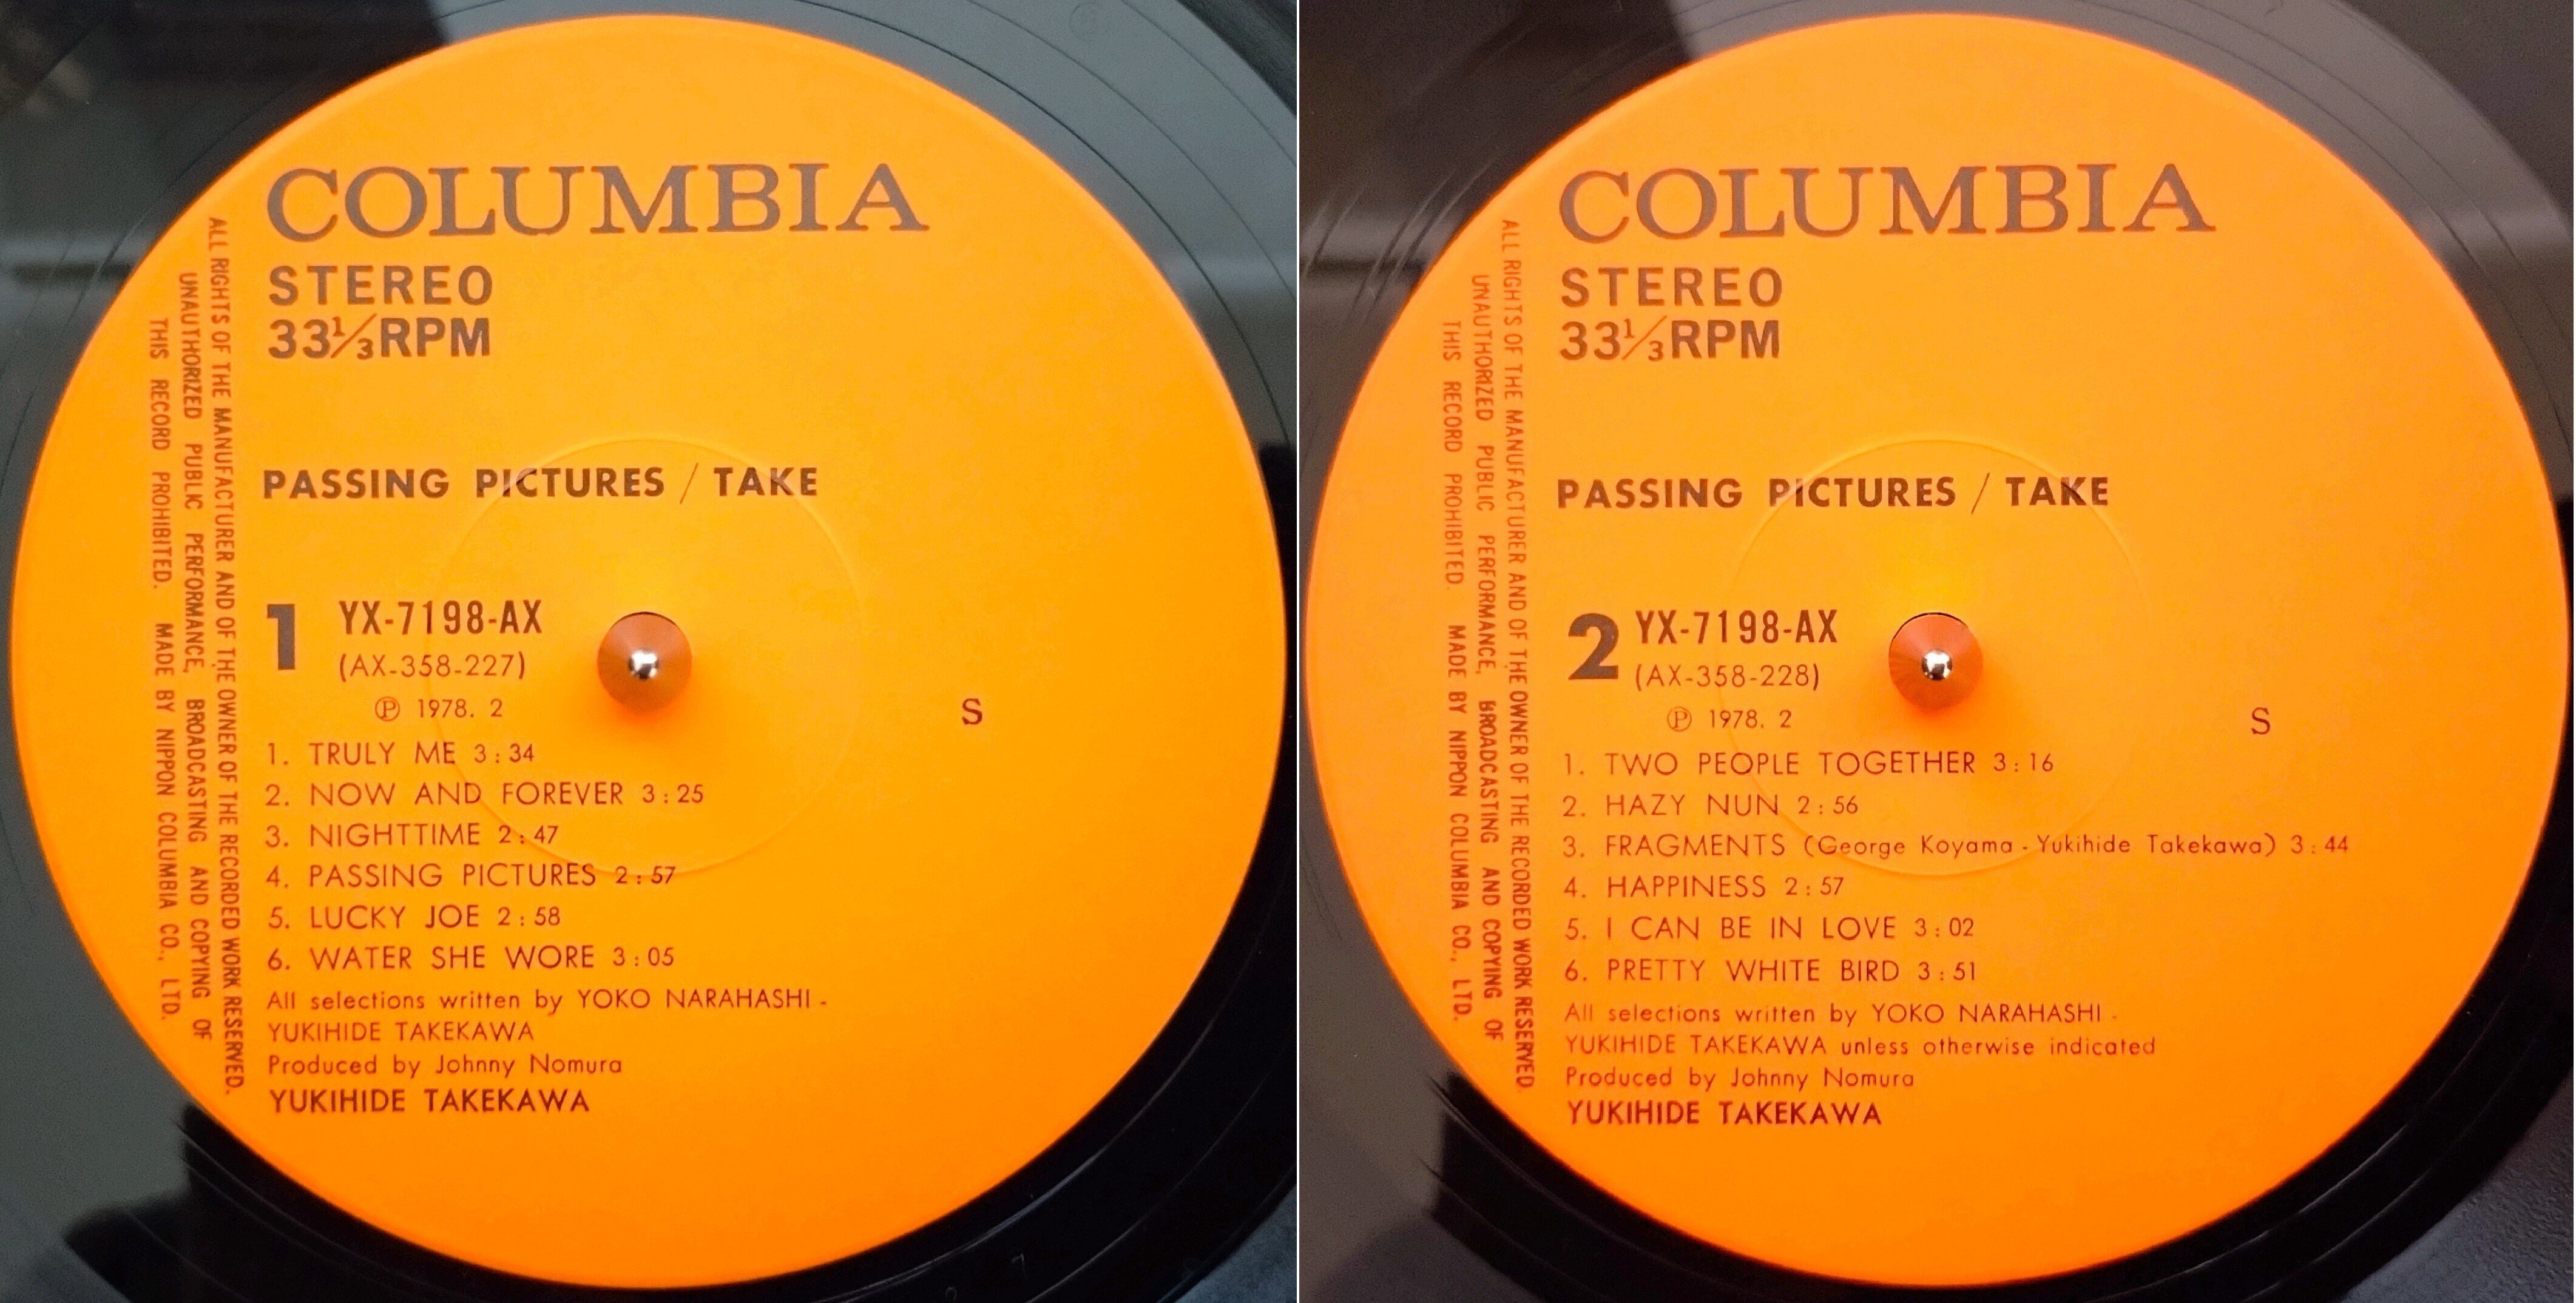 COLUMBIA
STEREO
33⅓RPM
ALL RIGHTS OF THE MANUFACTURER AND OF THE OWNER OF THE RECORDED WORK RESERVED.
UNAUTHORIZED PUBLIC PERFORMANCE, BROADCASTING AND COPYING OF
THIS RECORD PROHIBITED. MADE BY NIPPON COLUMBIA CO., LTD.
PASSING PICTURES / TAKE
1 YX-7198-AX
(AX-358-227)
Ⓟ 1978. 2
S
1. TRULY ME 3:34
2. NOW AND FOREVER 3:25
3. NIGHTTIME 2:47
4. PASSING PICTURES 2:57
5. LUCKY JOE 2:58
6. WATER SHE WORE 3:05
All selections written by YOKO NARAHASHI -
YUKIHIDE TAKEKAWA
Produced by Johnny Nomura
YUKIHIDE TAKEKAWA
COLUMBIA
STEREO
33⅓RPM
ALL RIGHTS OF THE MANUFACTURER AND OF THE OWNER OF THE RECORDED WORK RESERVED.
UNAUTHORIZED PUBLIC PERFORMANCE, BROADCASTING AND COPYING OF
THIS RECORD PROHIBITED. MADE BY NIPPON COLUMBIA CO., LTD.
PASSING PICTURES / TAKE
2 YX-7198-AX
(AX-358-228)
Ⓟ 1978. 2
S
1. TWO PEOPLE TOGETHER 3:16
2. HAZY NUN 2:56
3. FRAGMENTS (George Koyama - Yukihide Takekawa) 3:44
4. HAPPINESS 2:57
5. I CAN BE IN LOVE 3:02
6. PRETTY WHITE BIRD 3:51
All selections written by YOKO NARAHASHI -
YUKIHIDE TAKEKAWA unless otherwise indicated
Produced by Johnny Nomura
YUKIHIDE TAKEKAWA